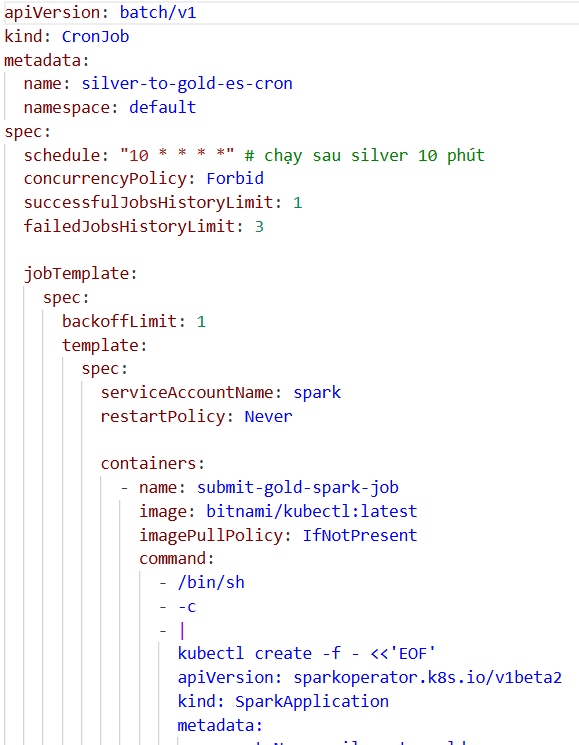 apiVersion: batch/v1
kind: CronJob
metadata:
  name: silver-to-gold-es-cron
  namespace: default
spec:
  schedule: "10 * * * *" # chạy sau silver 10 phút
  concurrencyPolicy: Forbid
  successfulJobsHistoryLimit: 1
  failedJobsHistoryLimit: 3

  jobTemplate:
    spec:
      backoffLimit: 1
      template:
        spec:
          serviceAccountName: spark
          restartPolicy: Never

          containers:
            - name: submit-gold-spark-job
              image: bitnami/kubectl:latest
              imagePullPolicy: IfNotPresent
              command:
                - /bin/sh
                - -c
                - |
                  kubectl create -f - <<'EOF'
                  apiVersion: sparkoperator.k8s.io/v1beta2
                  kind: SparkApplication
                  metadata: